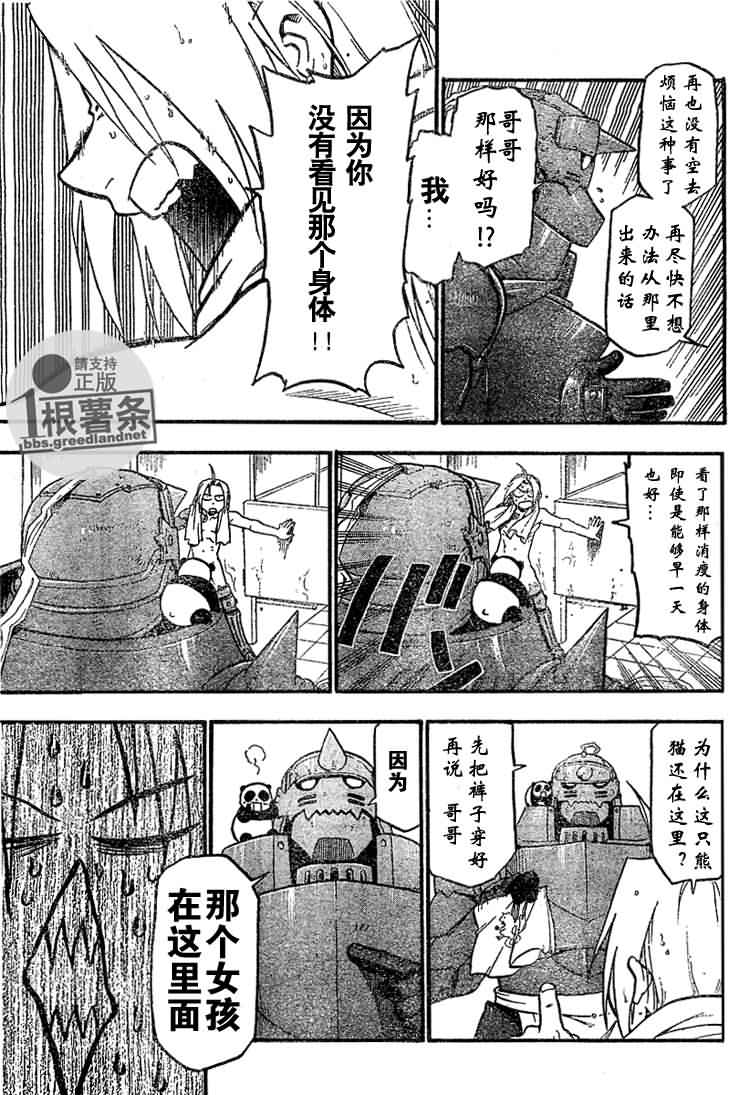 再也没有空去
烦恼这种事了
再尽快不想
办法从那里
出来的话
哥哥
那样好吗!?
我…
因为你
没有看见那个身体
!!
看了那样消瘦的身体
即使是能够早一天
也好…
为什么这只熊
猫还在这里?
先把裤子穿好
再说 哥哥
因为
那个女孩
在这里面
請支持
正版
1根薯条
bbs.greedland.net